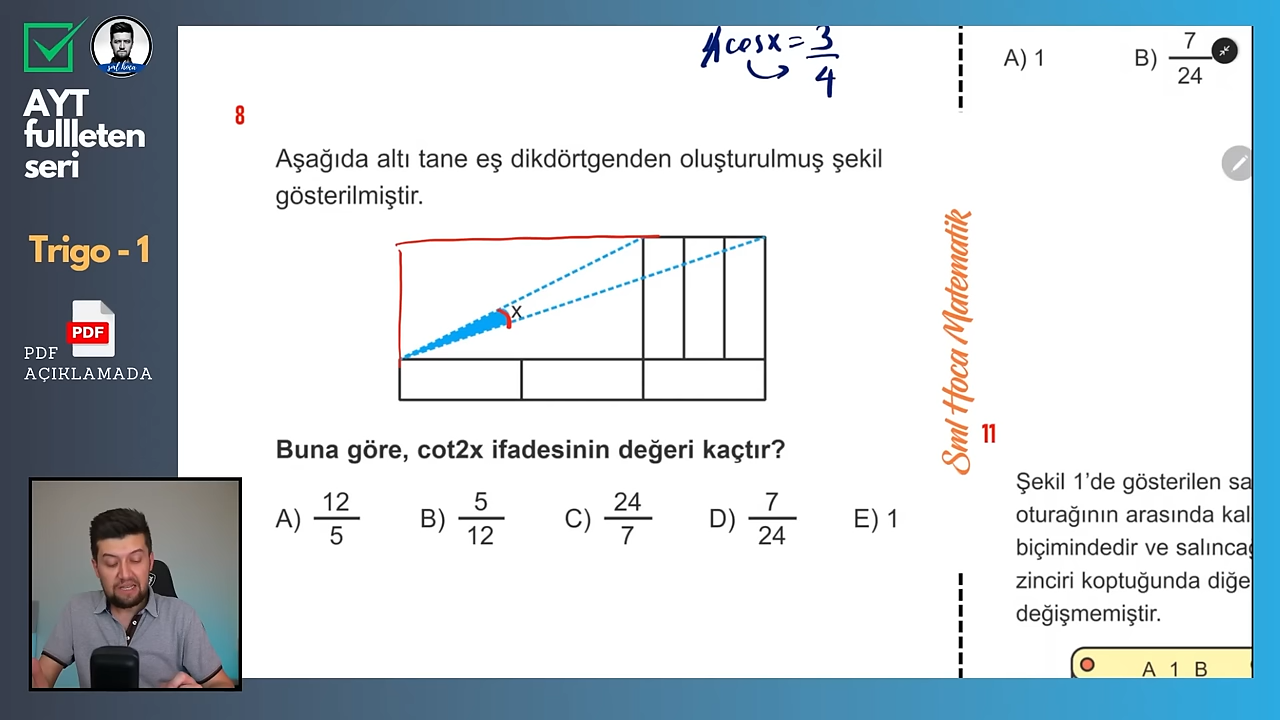 AYT
fullleten
seri
Trigo - 1
PDF
PDF
AÇIKLAMADA
sml hoca
cosx = 3/4
8
Aşağıda altı tane eş dikdörtgenden oluşturulmuş şekil
gösterilmiştir.
x
Buna göre, cot2x ifadesinin değeri kaçtır?
A) 12/5 B) 5/12 C) 24/7 D) 7/24 E) 1
Sml Hoca Matematik
A) 1 B) 7/24
11
Şekil 1'de gösterilen sa
oturağının arasında kal
biçimindedir ve salınca
zinciri koptuğunda diğe
değişmemiştir.
A 1 B